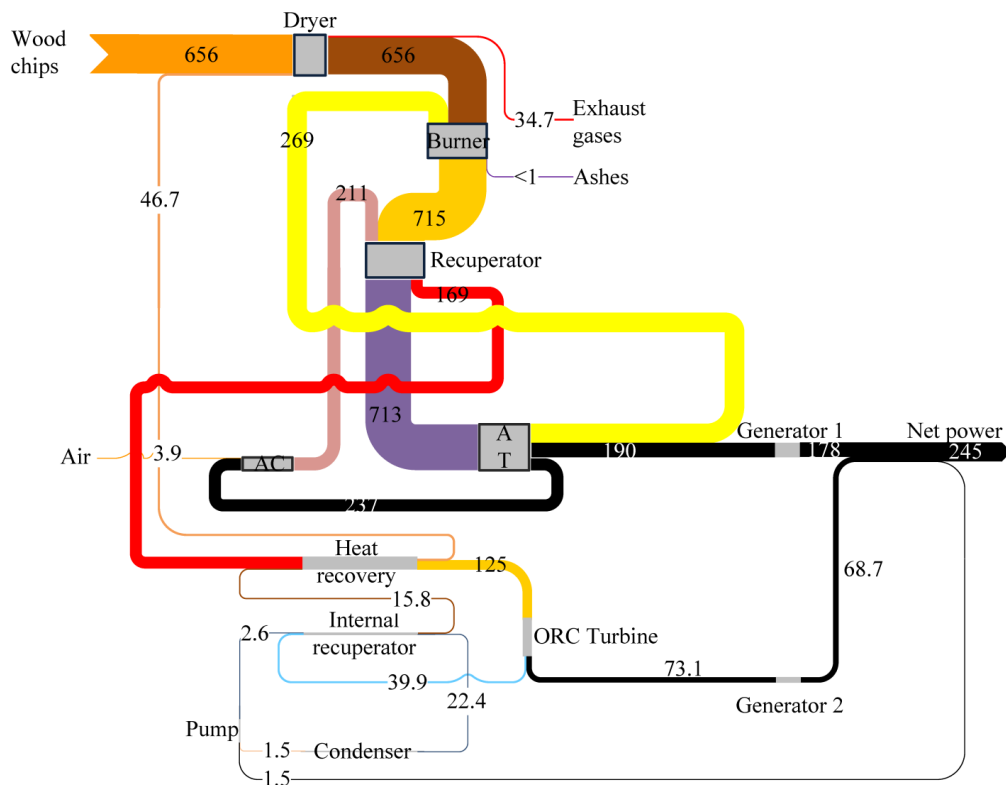 Dryer
Wood
chips
656
656
Exhaust
gases
34.7
269
Burner
<1
Ashes
46.7
211
715
Recuperator
169
713
A
T
Generator 1
Net power
190
178
245
Air
3.9
AC
237
Heat
recovery
125
68.7
15.8
Internal
recuperator
2.6
ORC Turbine
39.9
22.4
73.1
Generator 2
Pump
1.5
Condenser
1.5